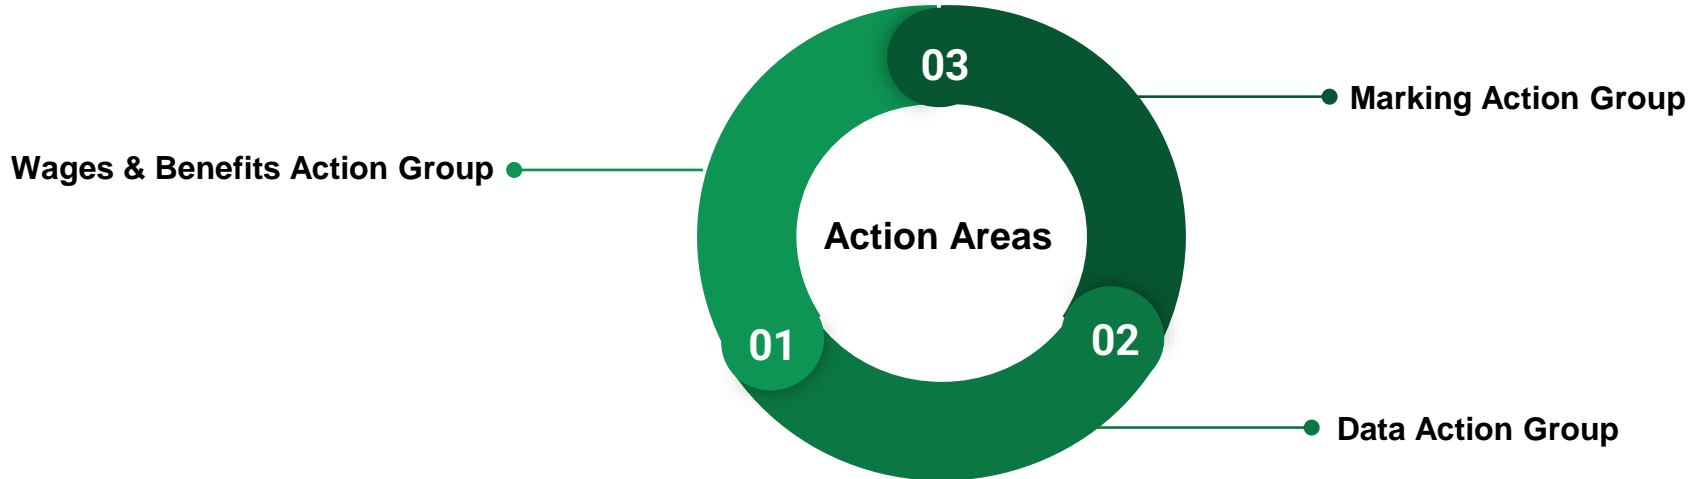 03
Marking Action Group
Wages & Benefits Action Group
Action Areas
01
02
Data Action Group